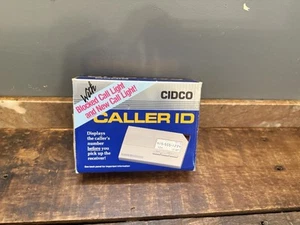 With
Blocked Call Light
and New Call Light!
CIDCO
CALLER ID
Displays
the caller's
number
before you
pick up the
receiver!